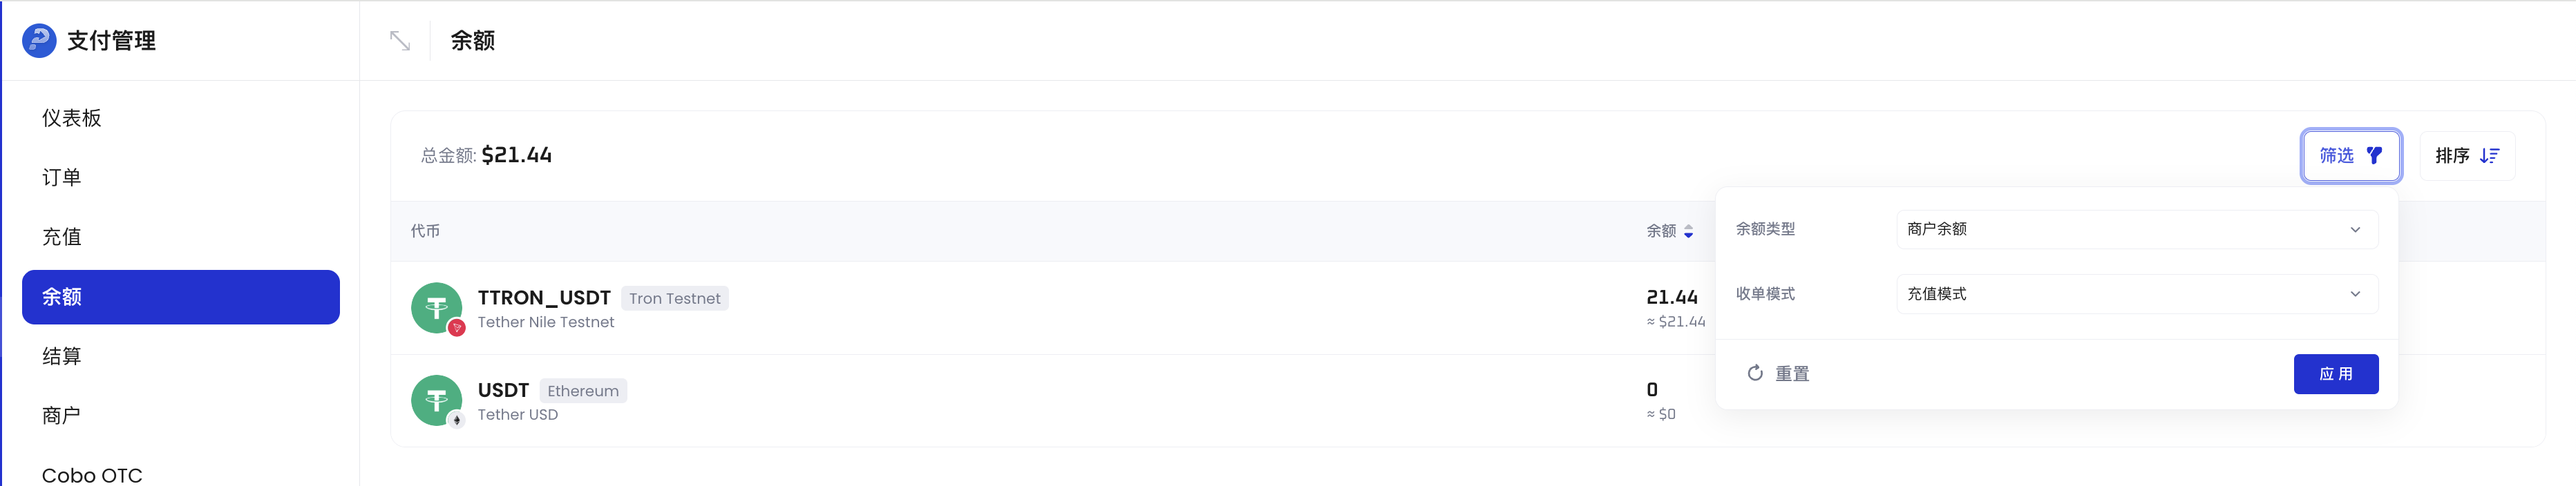 支付管理
余额
仪表板
订单
充值
余额
结算
商户
Cobo OTC
总金额: $21.44
筛选
排序
代币
余额
TTRON_USDT Tron Testnet
Tether Nile Testnet
21.44
≈ $21.44
USDT Ethereum
Tether USD
0
≈ $0
余额类型 商户余额
收单模式 充值模式
重置
应用